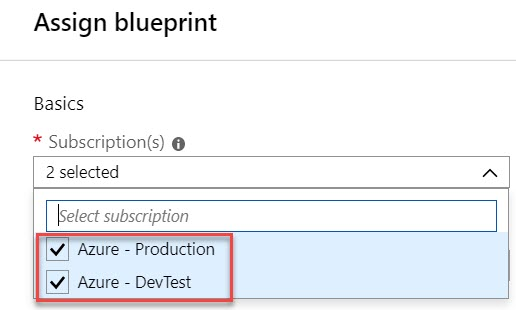 Assign blueprint
Basics
* Subscription(s)
2 selected
Select subscription
Azure - Production
Azure - DevTest